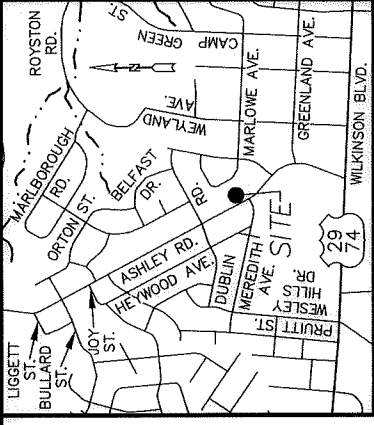 ROYSTON
RD.
CAMP GREEN ST.
N
MARLBOROUGH
RD.
WEYLAND
AVE.
MARLOWE AVE.
GREENLAND AVE.
WILKINSON BLVD.
ORTON ST.
BELFAST
DR.
DUBLIN RD.
ASHLEY RD.
HEYWOOD AVE.
MEREDITH
AVE.
SITE
WESLEY
HILLS
DR.
29
74
PRUITT ST.
LIGGETT
ST.
BULLARD
ST.
JOY
ST.